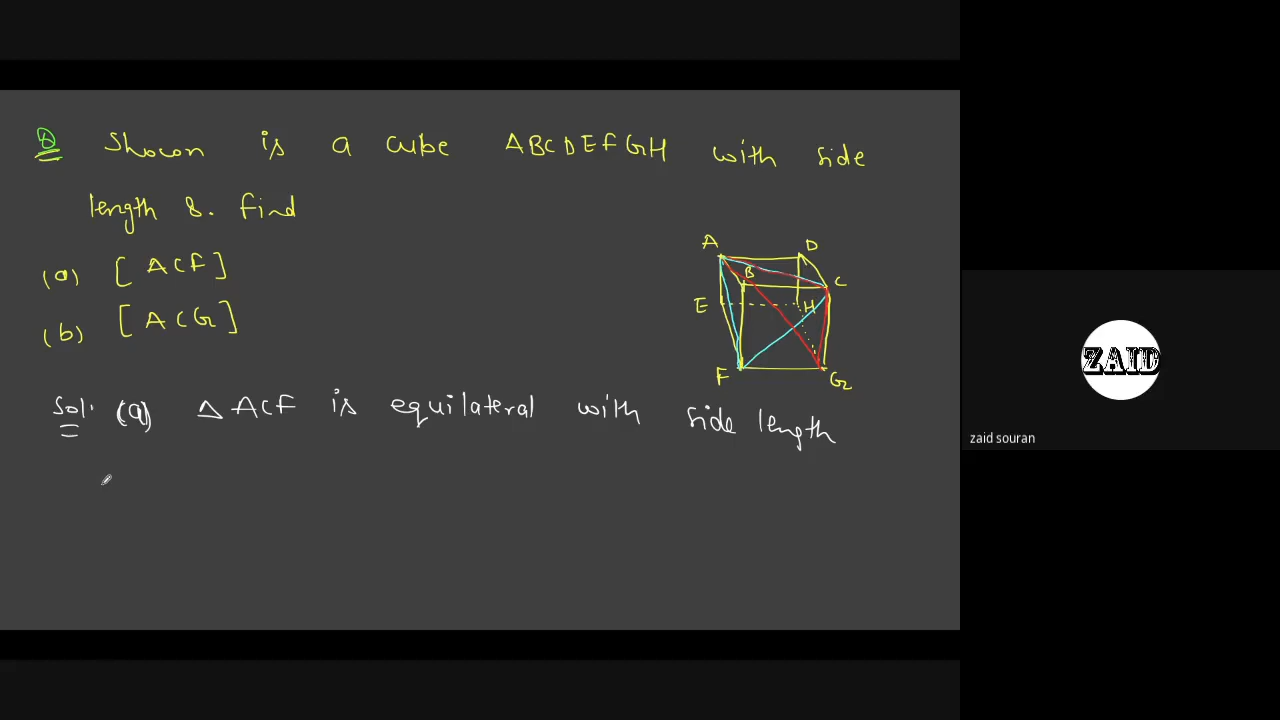 Q Shown is a cube ABCDEFGH with side
length 8. find
(a) [ACF]
(b) [ACG]
A D
B C
E H
F G
Sol. (a) △ ACF is equilateral with side length
ZAID
zaid souran